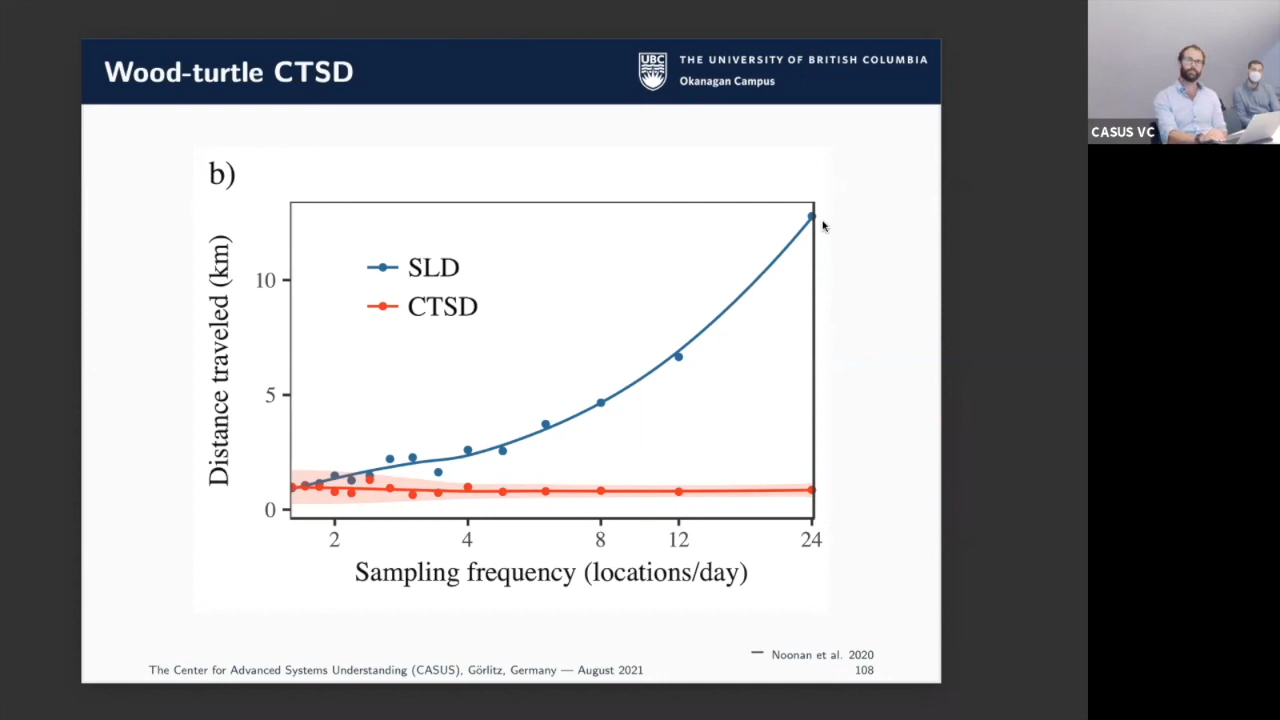 Wood-turtle CTSD
UBC
THE UNIVERSITY OF BRITISH COLUMBIA
Okanagan Campus
CASUS VC
b)
Distance traveled (km)
10
5
0
SLD
CTSD
2 4 8 12 24
Sampling frequency (locations/day)
— Noonan et al. 2020
The Center for Advanced Systems Understanding (CASUS), Görlitz, Germany — August 2021
108